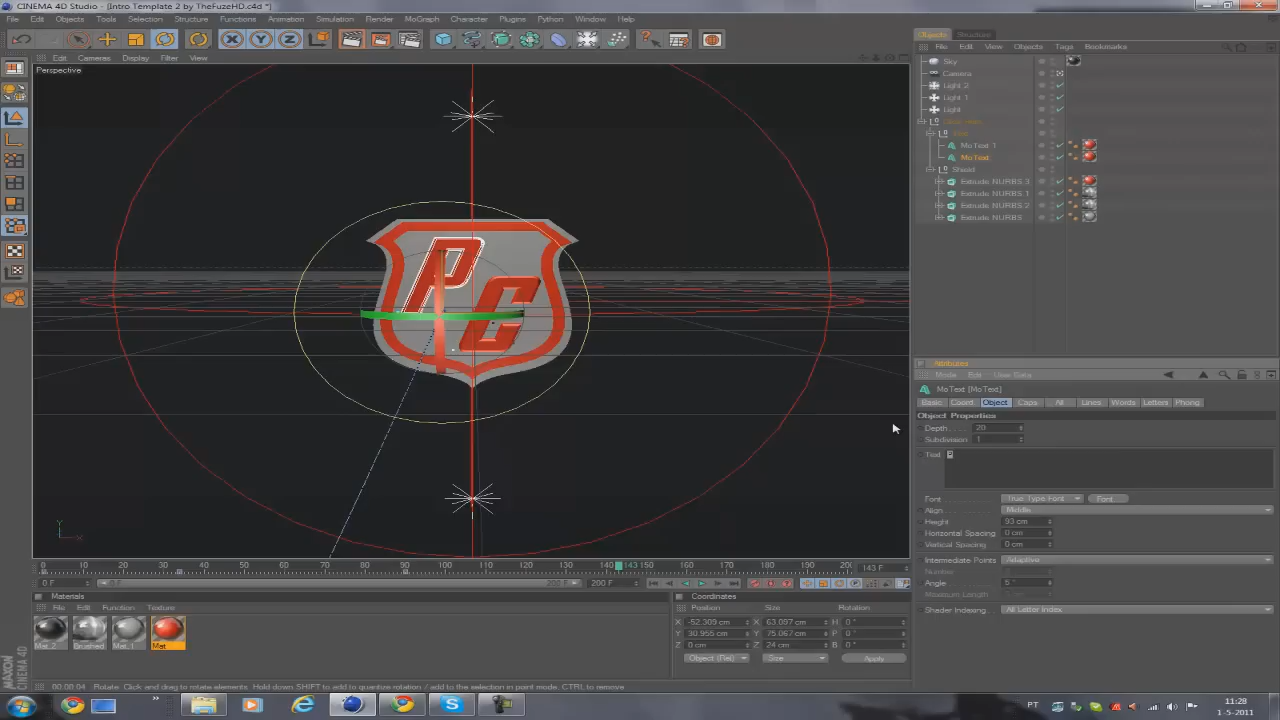 CINEMA 4D Studio - [Intro Template 2 by TheFuzeHD.c4d *]
File Edit Objects Tools Selection Structure Functions Animation Simulation Render MoGraph Character Plugins Python Window Help
X Y Z
Edit Cameras Display Filter View
Perspective
P
C
Y
X
0 10 20 30 40 50 60 70 80 90 100 110 120 130 140 143 150 160 170 180 190 200 143 F
0 F 0 F 200 F 200 F
Materials
File Edit Function Texture
Mat.2 Brushed Mat.1 Mat
Coordinates
Position Size Rotation
X -52.309 cm X 63.097 cm H 0 °
Y 30.955 cm Y 75.067 cm P 0 °
Z 0 cm Z 24 cm B 0 °
Object (Rel) Size Apply
MAXON CINEMA 4D
00:00:04 Rotate: Click and drag to rotate elements. Hold down SHIFT to add to quantize rotation / add to the selection in point mode, CTRL to remove
Objects Structure
File Edit View Objects Tags Bookmarks
Sky
Camera
Light 2
Light 1
Light
MoText 1
MoText
Shield
Extrude NURBS 3
Extrude NURBS 1
Extrude NURBS 2
Extrude NURBS
Attributes
Mode Edit User Data
MoText [MoText]
Basic Coord. Object Caps All Lines Words Letters Phong
Object Properties
Depth 20
Subdivision 1
Text P
Font True Type Font Font
Align Middle
Height 93 cm
Horizontal Spacing 0 cm
Vertical Spacing 0 cm
Intermediate Points Adaptive
Number
Angle 5 °
Maximum Length
Shader Indexing All Letter Index
PT 11:28
1-5-2011